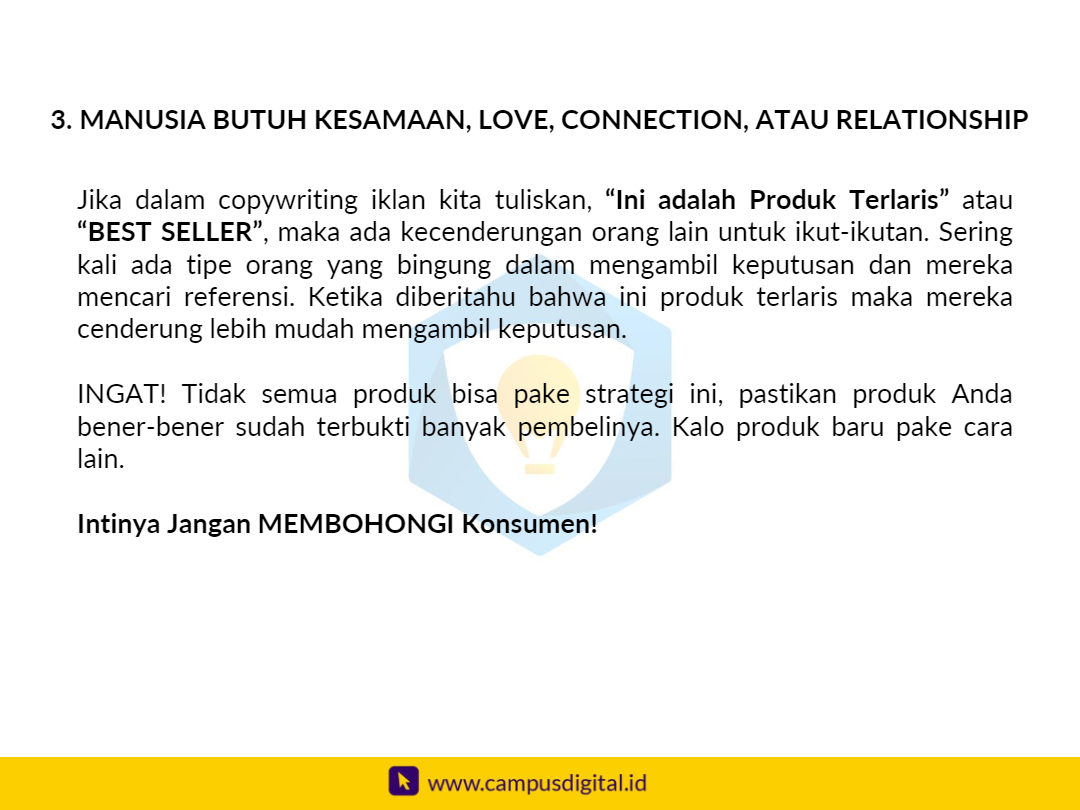 3. MANUSIA BUTUH KESAMAAN, LOVE, CONNECTION, ATAU RELATIONSHIP
Jika dalam copywriting iklan kita tuliskan, “Ini adalah Produk Terlaris” atau
“BEST SELLER”, maka ada kecenderungan orang lain untuk ikut-ikutan. Sering
kali ada tipe orang yang bingung dalam mengambil keputusan dan mereka
mencari referensi. Ketika diberitahu bahwa ini produk terlaris maka mereka
cenderung lebih mudah mengambil keputusan.
INGAT! Tidak semua produk bisa pake strategi ini, pastikan produk Anda
bener-bener sudah terbukti banyak pembelinya. Kalo produk baru pake cara
lain.
Intinya Jangan MEMBOHONGI Konsumen!
www.campusdigital.id